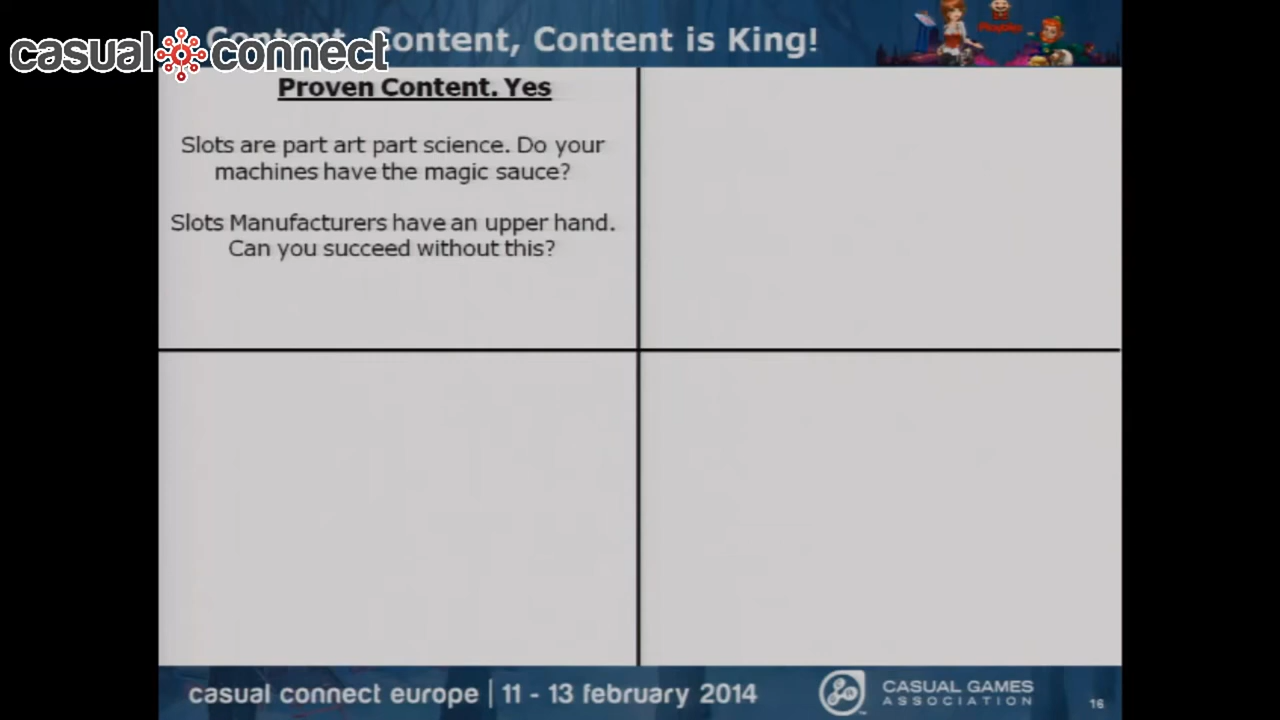 casual connect
Content, Content, Content is King!
Proven Content. Yes
Slots are part art part science. Do your
machines have the magic sauce?
Slots Manufacturers have an upper hand.
Can you succeed without this?
casual connect europe | 11 - 13 february 2014
CASUAL GAMES
ASSOCIATION
16